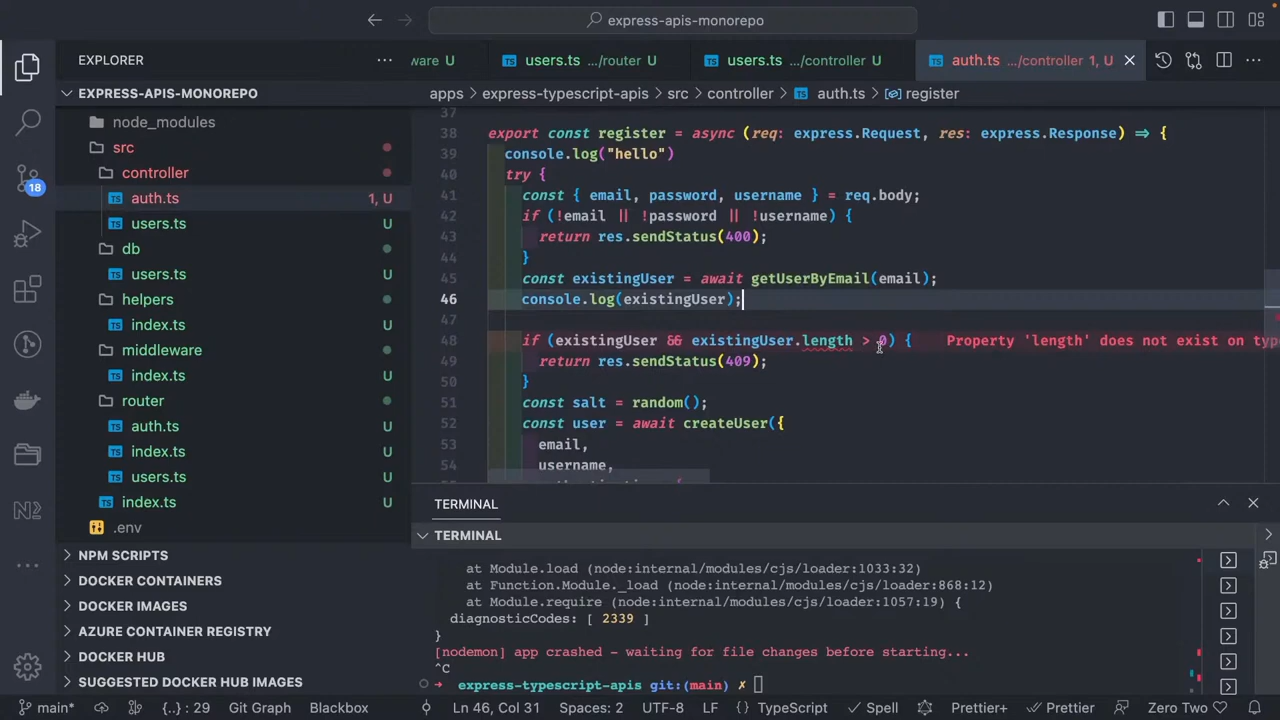 express-apis-monorepo
EXPLORER
ware U
users.ts .../router U
users.ts .../controller U
auth.ts .../controller 1, U
EXPRESS-APIS-MONOREPO
apps > express-typescript-apis > src > controller > auth.ts > register
node_modules
src
controller
auth.ts 1, U
users.ts U
db
users.ts U
helpers
index.ts U
middleware
index.ts U
router
auth.ts U
index.ts U
users.ts U
index.ts U
.env
NPM SCRIPTS
DOCKER CONTAINERS
DOCKER IMAGES
AZURE CONTAINER REGISTRY
DOCKER HUB
SUGGESTED DOCKER HUB IMAGES
18
37
38 export const register = async (req: express.Request, res: express.Response) => {
39 console.log("hello")
40 try {
41 const { email, password, username } = req.body;
42 if (!email || !password || !username) {
43 return res.sendStatus(400);
44 }
45 const existingUser = await getUserByEmail(email);
46 console.log(existingUser);
47
48 if (existingUser && existingUser.length > 0) { Property 'length' does not exist on typ
49 return res.sendStatus(409);
50 }
51 const salt = random();
52 const user = await createUser({
53 email,
54 username,
TERMINAL
TERMINAL
at Module.load (node:internal/modules/cjs/loader:1033:32)
at Function.Module._load (node:internal/modules/cjs/loader:868:12)
at Module.require (node:internal/modules/cjs/loader:1057:19) {
diagnosticCodes: [ 2339 ]
}
[nodemon] app crashed - waiting for file changes before starting...
^C
→ express-typescript-apis git:(main) ✗
main* {..} : 29 Git Graph Blackbox Ln 46, Col 31 Spaces: 2 UTF-8 LF {} TypeScript Spell Prettier+ Prettier Zero Two